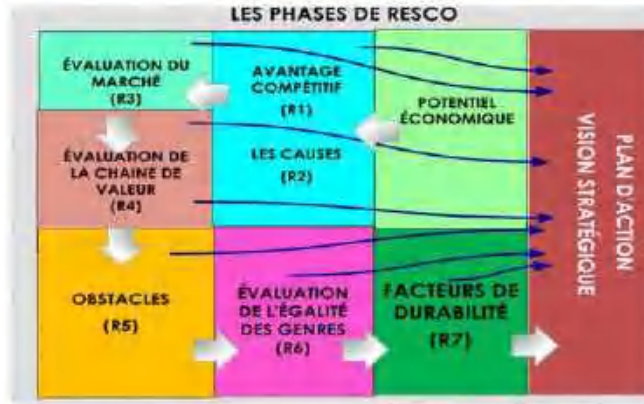 LES PHASES DE RESCO
ÉVALUATION DU
MARCHÉ
(R3)
AVANTAGE
COMPÉTITIF
(R1)
POTENTIEL
ÉCONOMIQUE
ÉVALUATION DE
LA CHAINE DE
VALEUR
(R4)
LES CAUSES
(R2)
OBSTACLES
(R5)
ÉVALUATION
DE L'ÉGALITÉ
DES GENRES
(R6)
FACTEURS DE
DURABILITÉ
(R7)
PLAN D'ACTION
VISION STRATÉGIQUE